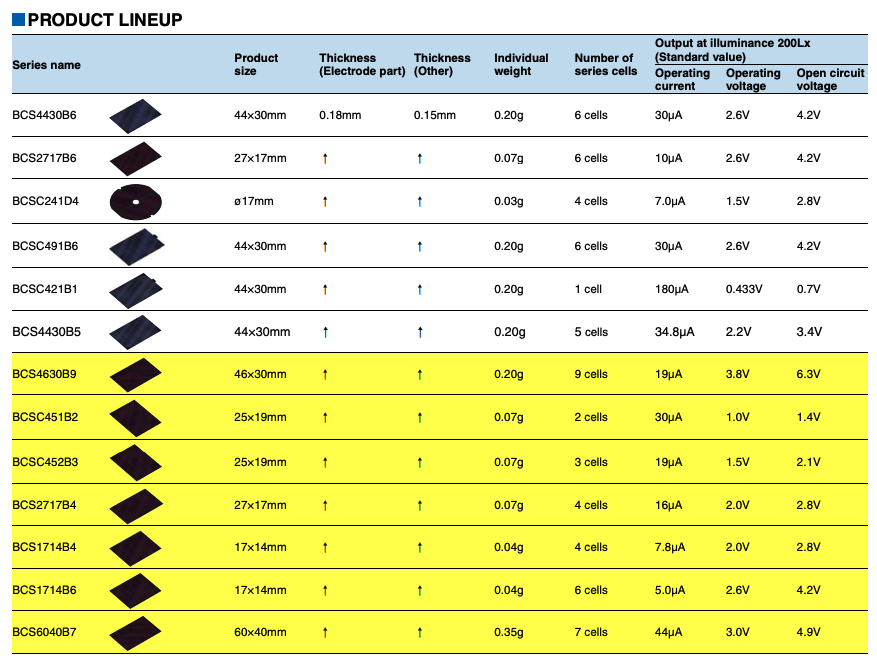 PRODUCT LINEUP
Series name Product size Thickness (Electrode part) Thickness (Other) Individual weight Number of series cells Output at illuminance 200Lx (Standard value)
Operating current Operating voltage Open circuit voltage
BCS4430B6 44×30mm 0.18mm 0.15mm 0.20g 6 cells 30µA 2.6V 4.2V
BCS2717B6 27×17mm ↑ ↑ 0.07g 6 cells 10µA 2.6V 4.2V
BCSC241D4 ø17mm ↑ ↑ 0.03g 4 cells 7.0µA 1.5V 2.8V
BCSC491B6 44×30mm ↑ ↑ 0.20g 6 cells 30µA 2.6V 4.2V
BCSC421B1 44×30mm ↑ ↑ 0.20g 1 cell 180µA 0.433V 0.7V
BCS4430B5 44×30mm ↑ ↑ 0.20g 5 cells 34.8µA 2.2V 3.4V
BCS4630B9 46×30mm ↑ ↑ 0.20g 9 cells 19µA 3.8V 6.3V
BCSC451B2 25×19mm ↑ ↑ 0.07g 2 cells 30µA 1.0V 1.4V
BCSC452B3 25×19mm ↑ ↑ 0.07g 3 cells 19µA 1.5V 2.1V
BCS2717B4 27×17mm ↑ ↑ 0.07g 4 cells 16µA 2.0V 2.8V
BCS1714B4 17×14mm ↑ ↑ 0.04g 4 cells 7.8µA 2.0V 2.8V
BCS1714B6 17×14mm ↑ ↑ 0.04g 6 cells 5.0µA 2.6V 4.2V
BCS6040B7 60×40mm ↑ ↑ 0.35g 7 cells 44µA 3.0V 4.9V